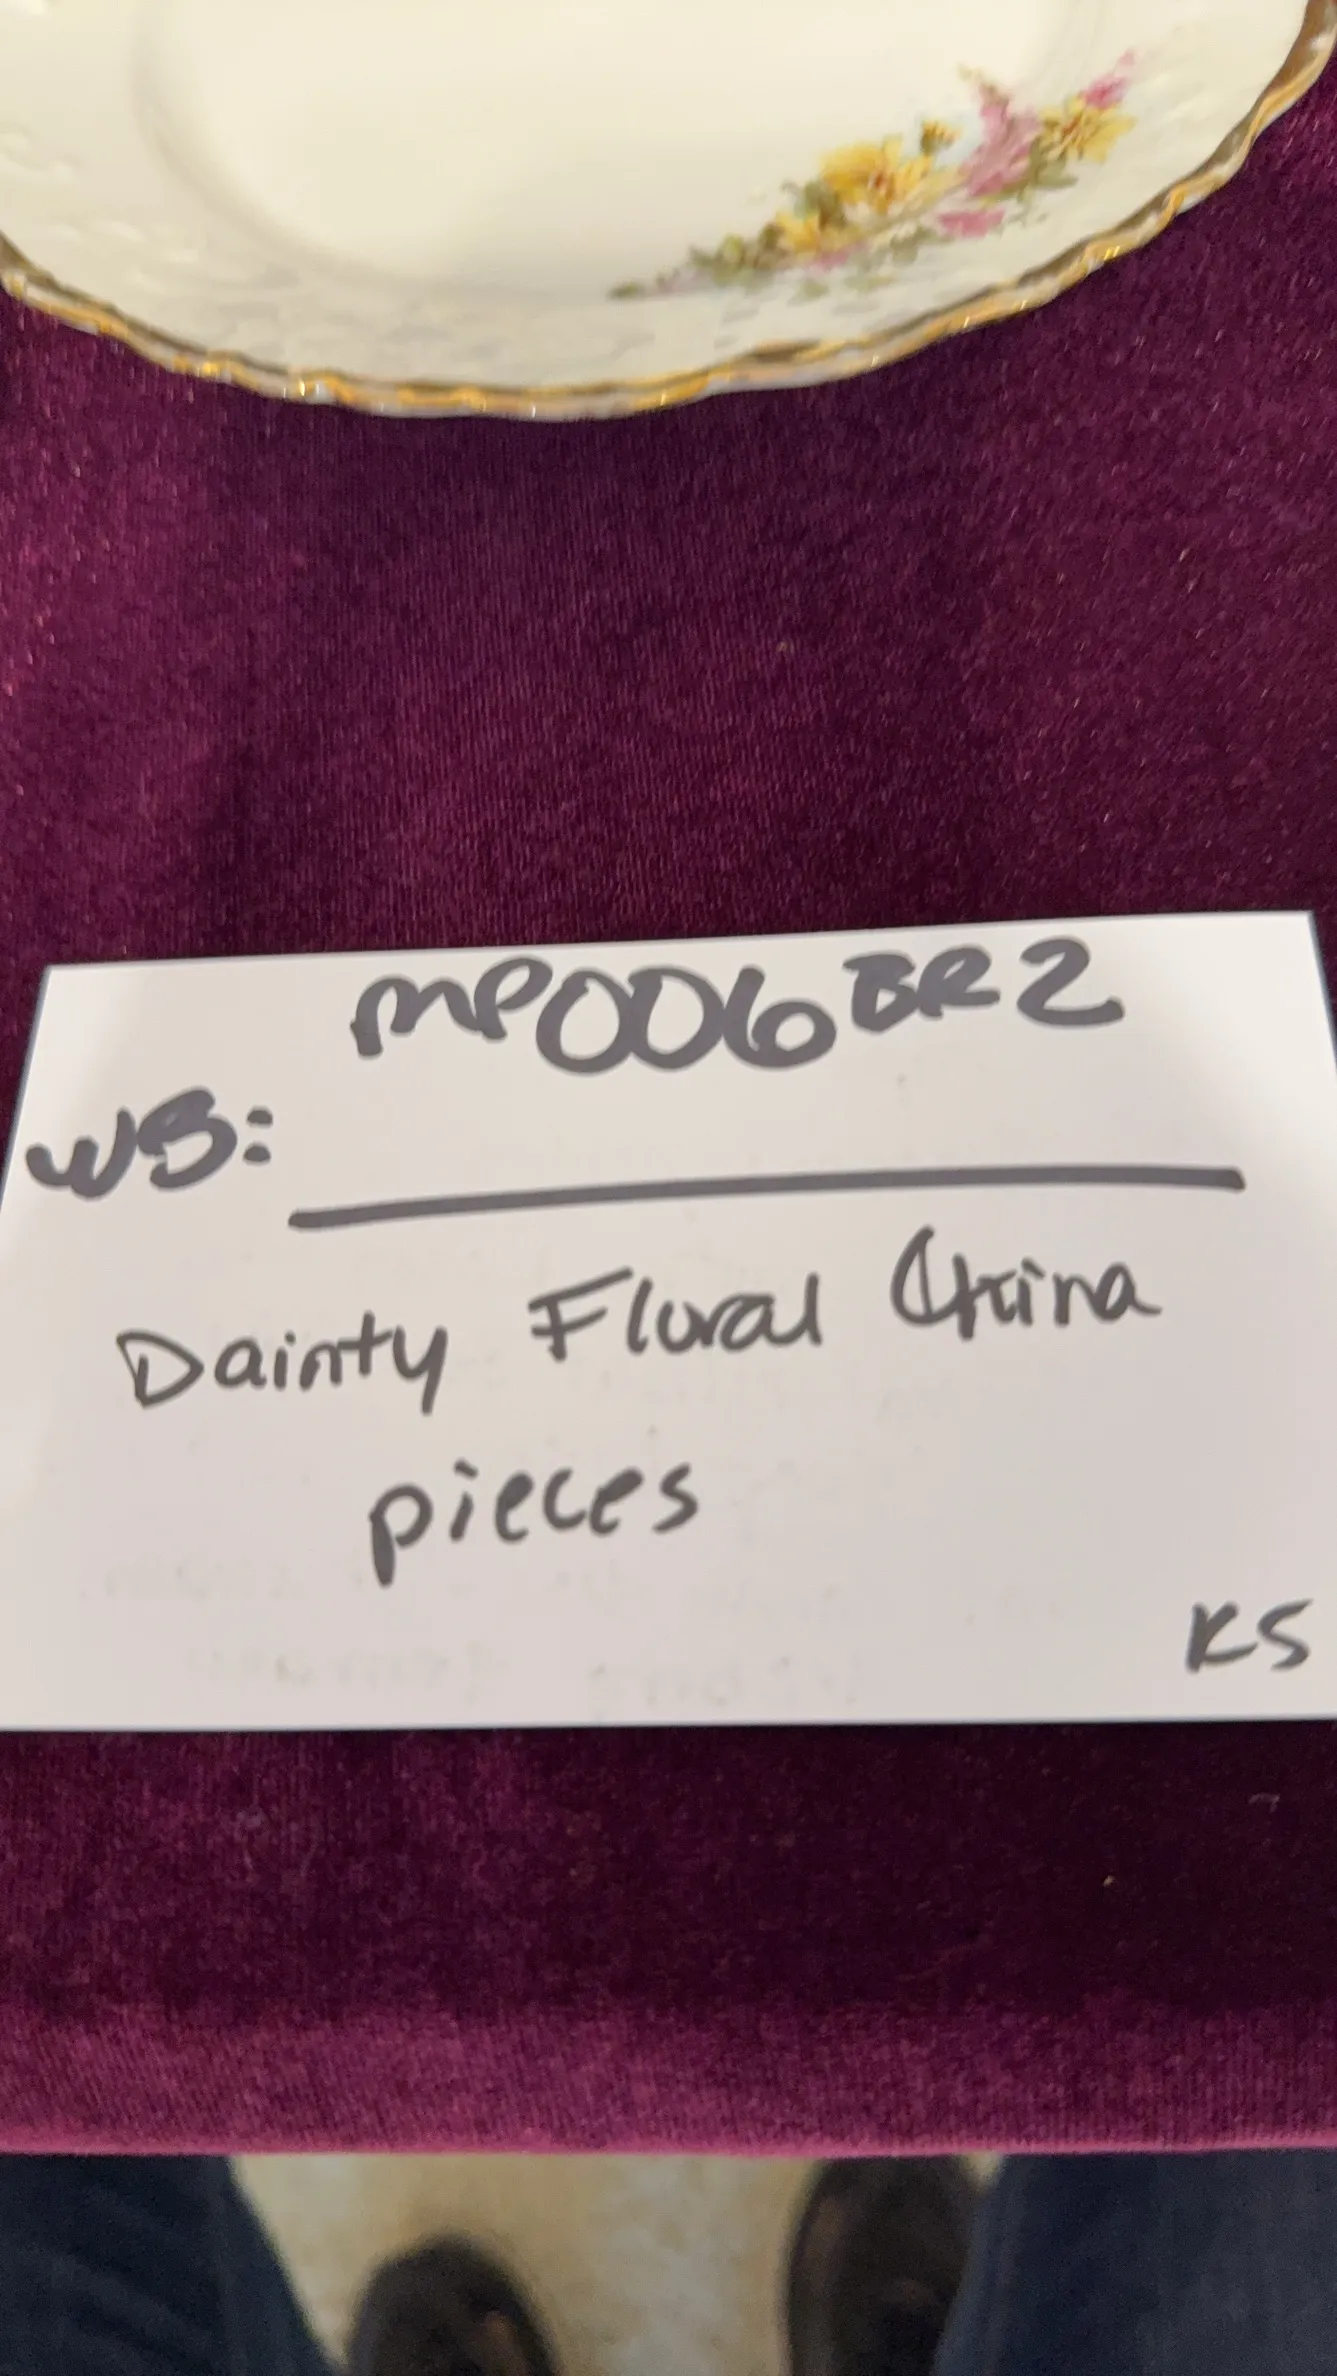 MP006BR2
WB:
Dainty Floral China
pieces
KS